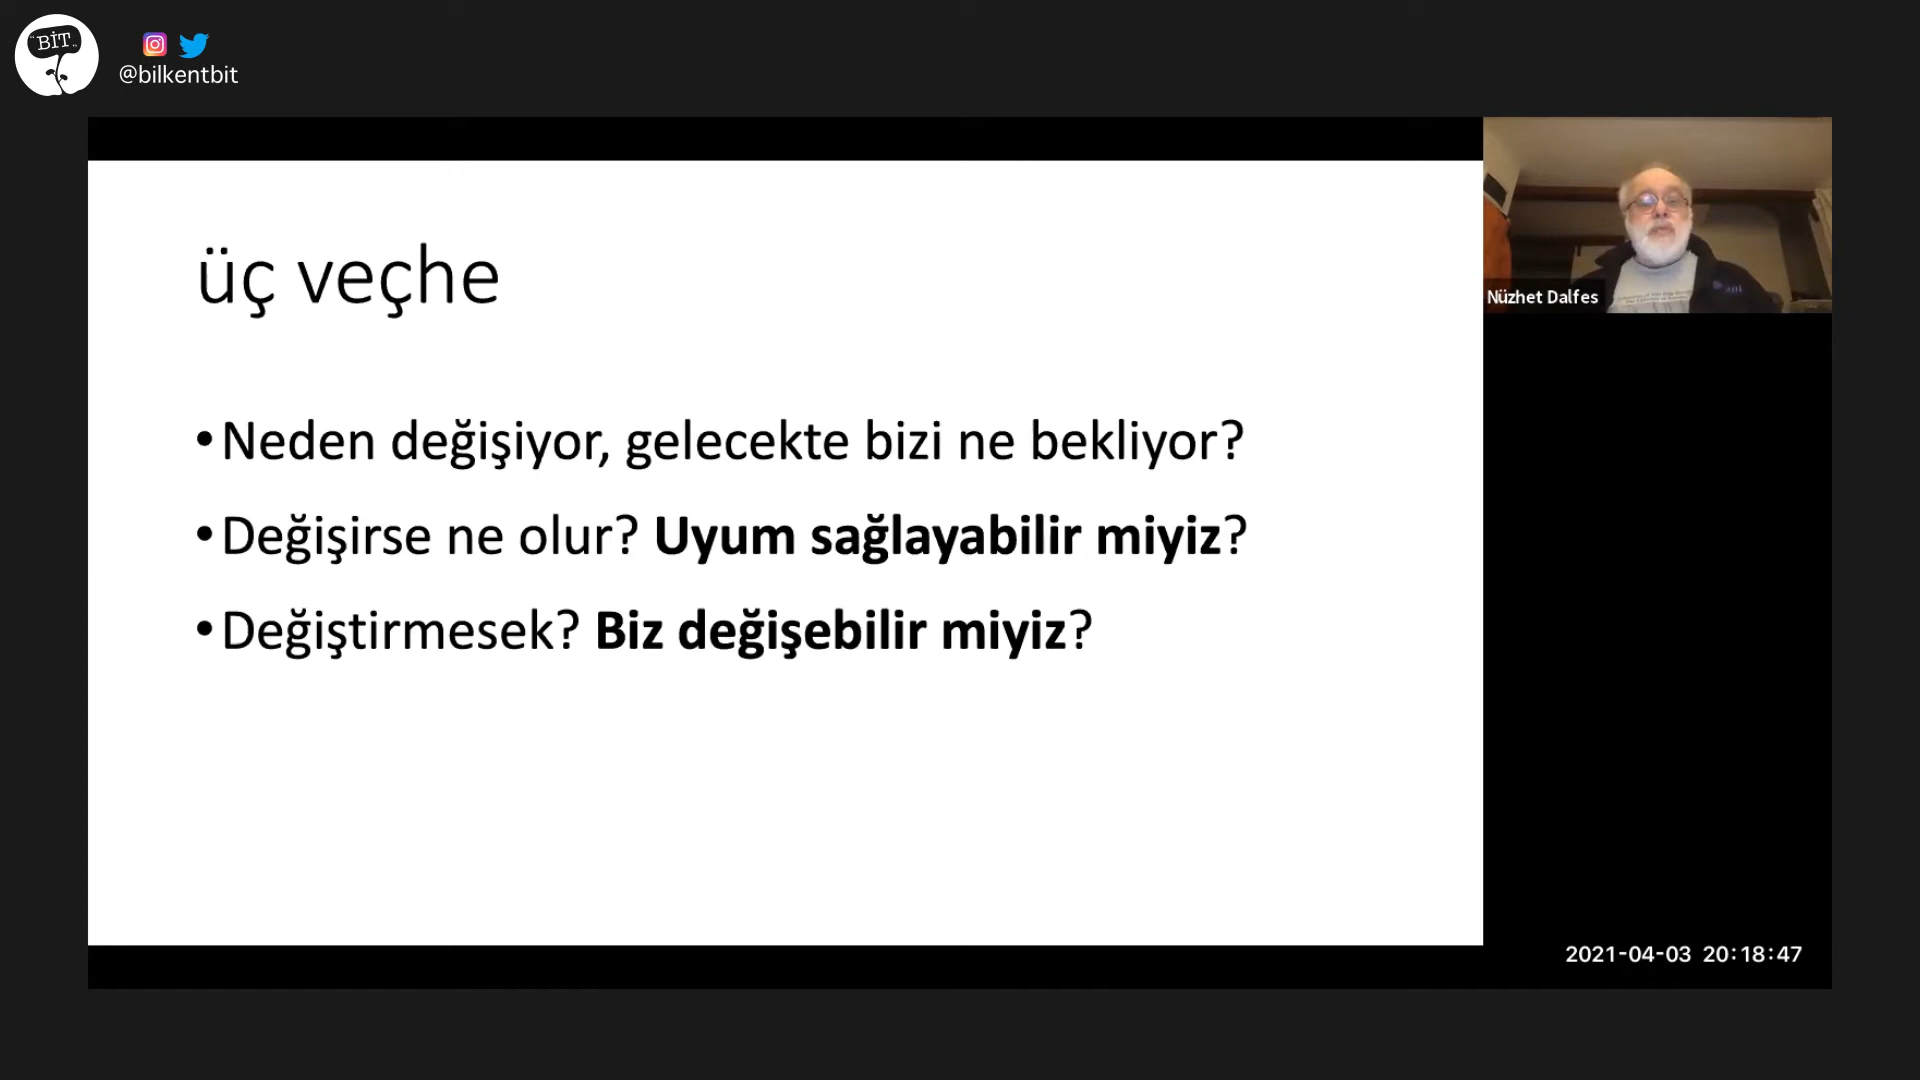 BİT
@bilkentbit
üç veçhe
•Neden değişiyor, gelecekte bizi ne bekliyor?
•Değişirse ne olur? Uyum sağlayabilir miyiz?
•Değiştirmesek? Biz değişebilir miyiz?
Nüzhet Dalfes
2021-04-03 20:18:47